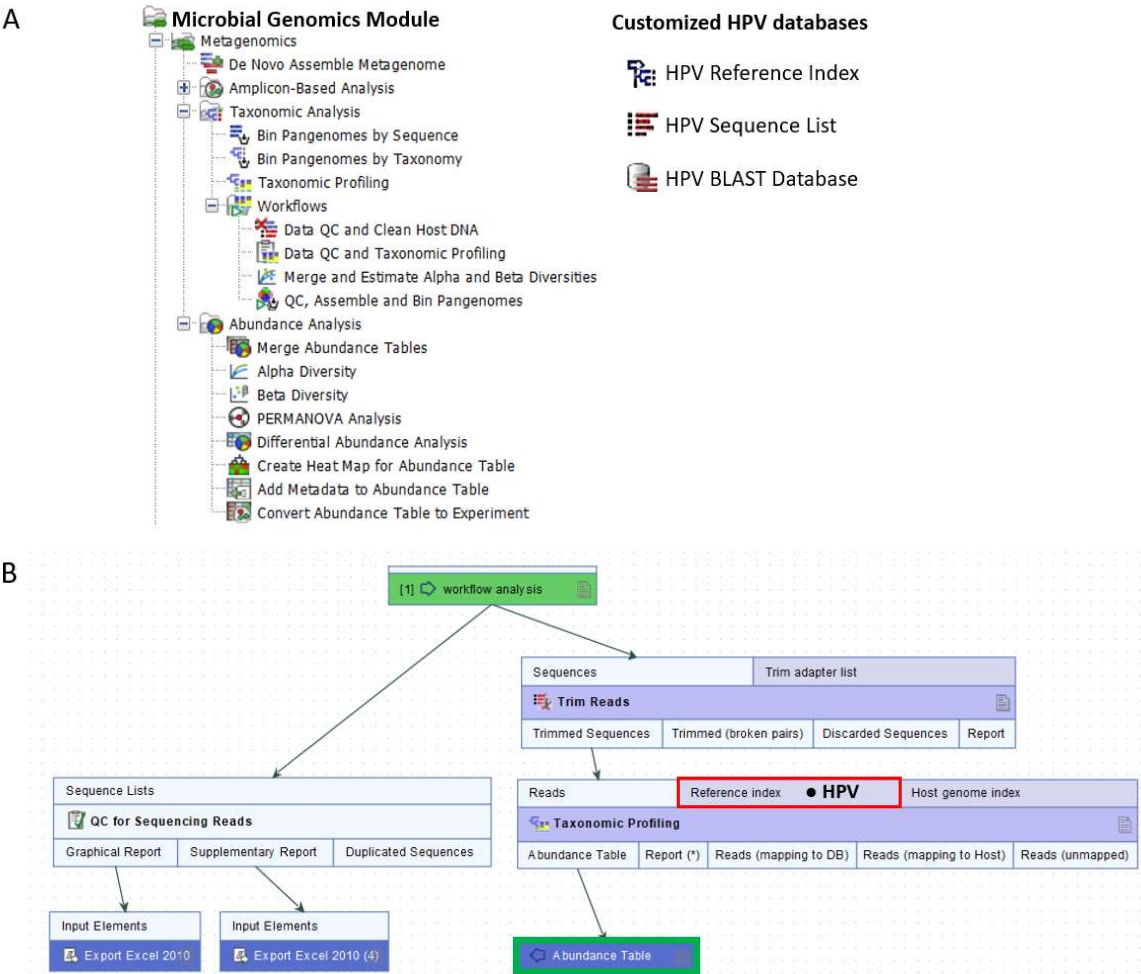 A
Microbial Genomics Module
Metagenomics
De Novo Assemble Metagenome
Amplicon-Based Analysis
Taxonomic Analysis
Bin Pangenomes by Sequence
Bin Pangenomes by Taxonomy
Taxonomic Profiling
Workflows
Data QC and Clean Host DNA
Data QC and Taxonomic Profiling
Merge and Estimate Alpha and Beta Diversities
QC, Assemble and Bin Pangenomes
Abundance Analysis
Merge Abundance Tables
Alpha Diversity
Beta Diversity
PERMANOVA Analysis
Differential Abundance Analysis
Create Heat Map for Abundance Table
Add Metadata to Abundance Table
Convert Abundance Table to Experiment
Customized HPV databases
HPV Reference Index
HPV Sequence List
HPV BLAST Database
B
[1] workflow analysis
Sequences Trim adapter list
Trim Reads
Trimmed Sequences Trimmed (broken pairs) Discarded Sequences Report
Sequence Lists
QC for Sequencing Reads
Graphical Report Supplementary Report Duplicated Sequences
Reads Reference index • HPV Host genome index
Taxonomic Profiling
Abundance Table Report (*) Reads (mapping to DB) Reads (mapping to Host) Reads (unmapped)
Input Elements
Export Excel 2010
Input Elements
Export Excel 2010 (4)
Abundance Table